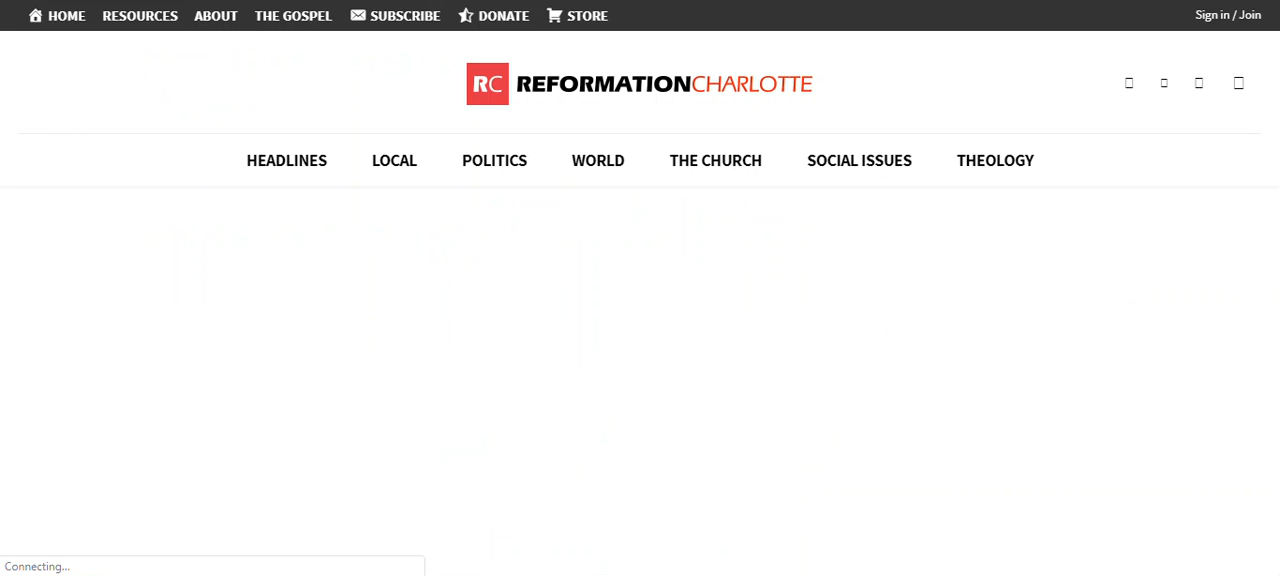 HOME RESOURCES ABOUT THE GOSPEL SUBSCRIBE DONATE STORE Sign in / Join
RC REFORMATIONCHARLOTTE
HEADLINES LOCAL POLITICS WORLD THE CHURCH SOCIAL ISSUES THEOLOGY
Connecting...